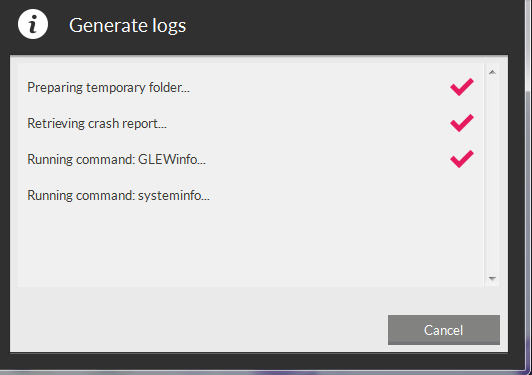 Generate logs
Preparing temporary folder...
Retrieving crash report...
Running command: GLEWinfo...
Running command: systeminfo...
Cancel